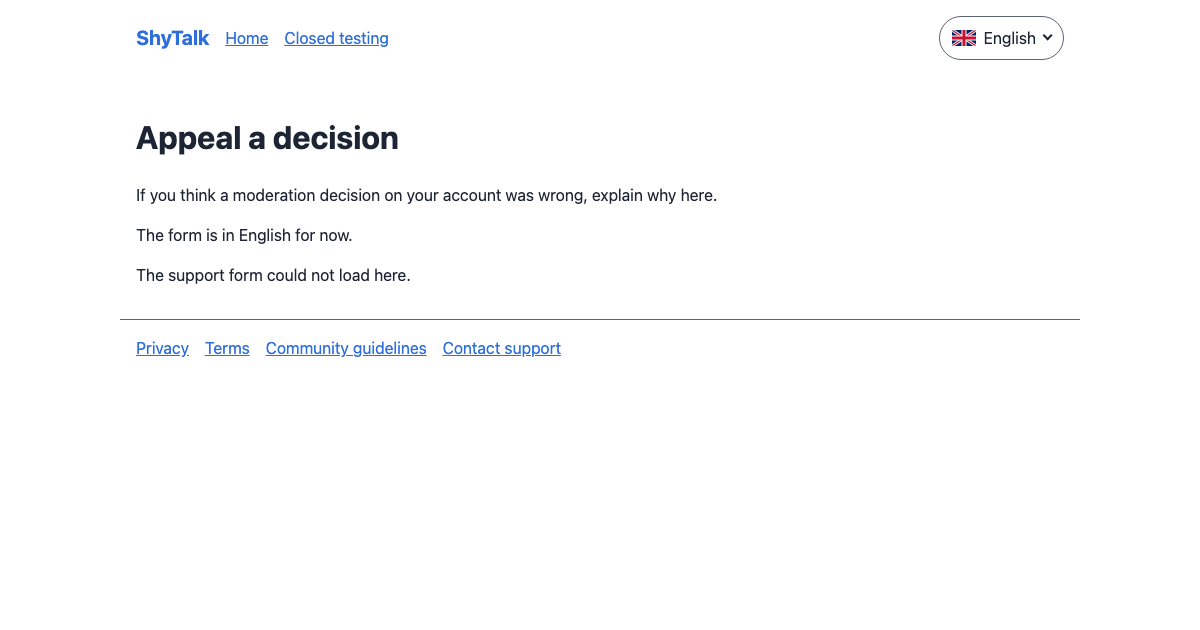 ShyTalk Home Closed testing English
Appeal a decision
If you think a moderation decision on your account was wrong, explain why here.
The form is in English for now.
The support form could not load here.
Privacy Terms Community guidelines Contact support